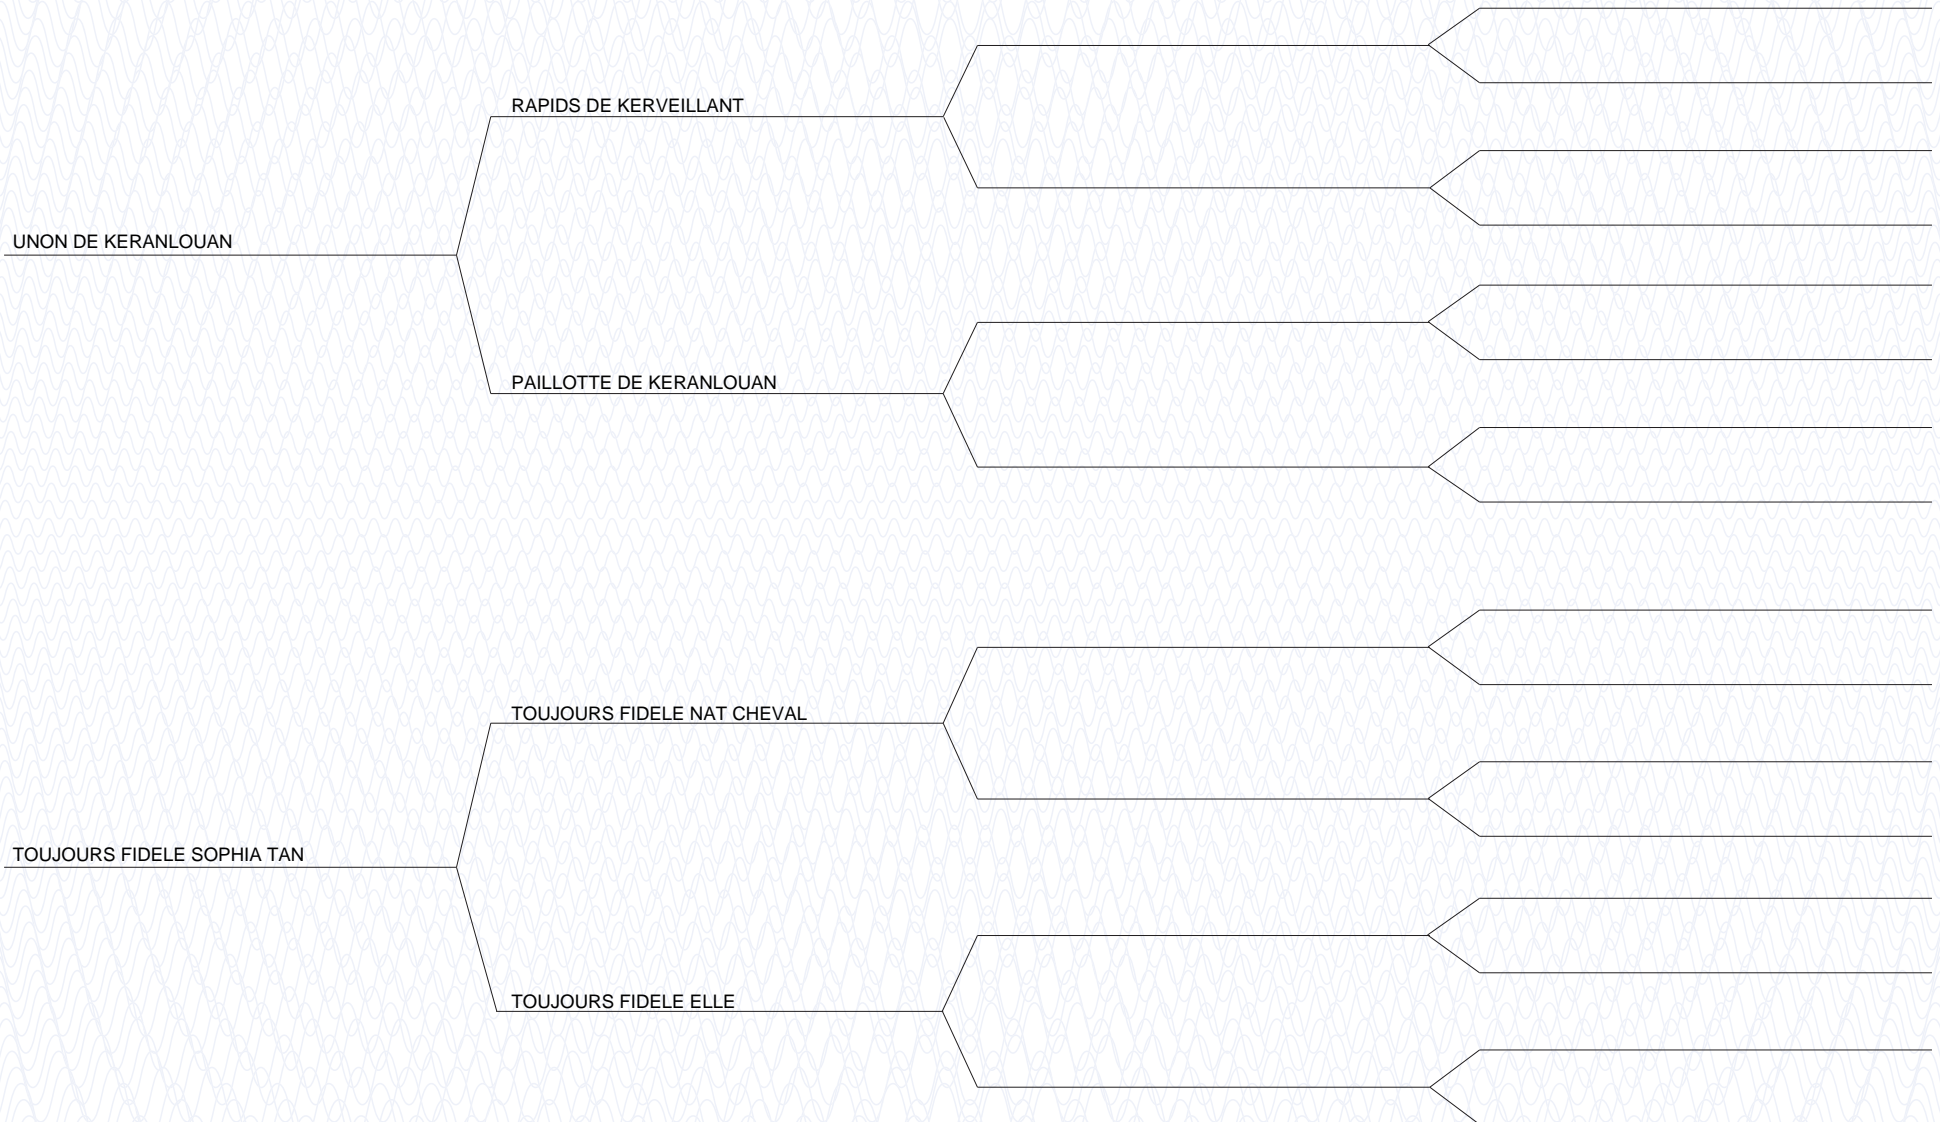 RAPIDS DE KERVEILLANT
UNON DE KERANLOUAN
PAILLOTTE DE KERANLOUAN
TOUJOURS FIDELE NAT CHEVAL
TOUJOURS FIDELE SOPHIA TAN
TOUJOURS FIDELE ELLE